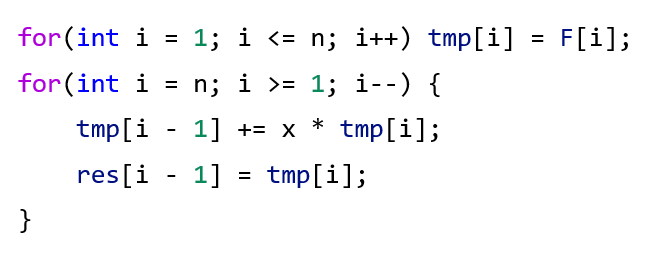 for(int i = 1; i <= n; i++) tmp[i] = F[i];
for(int i = n; i >= 1; i--) {
    tmp[i - 1] += x * tmp[i];
    res[i - 1] = tmp[i];
}